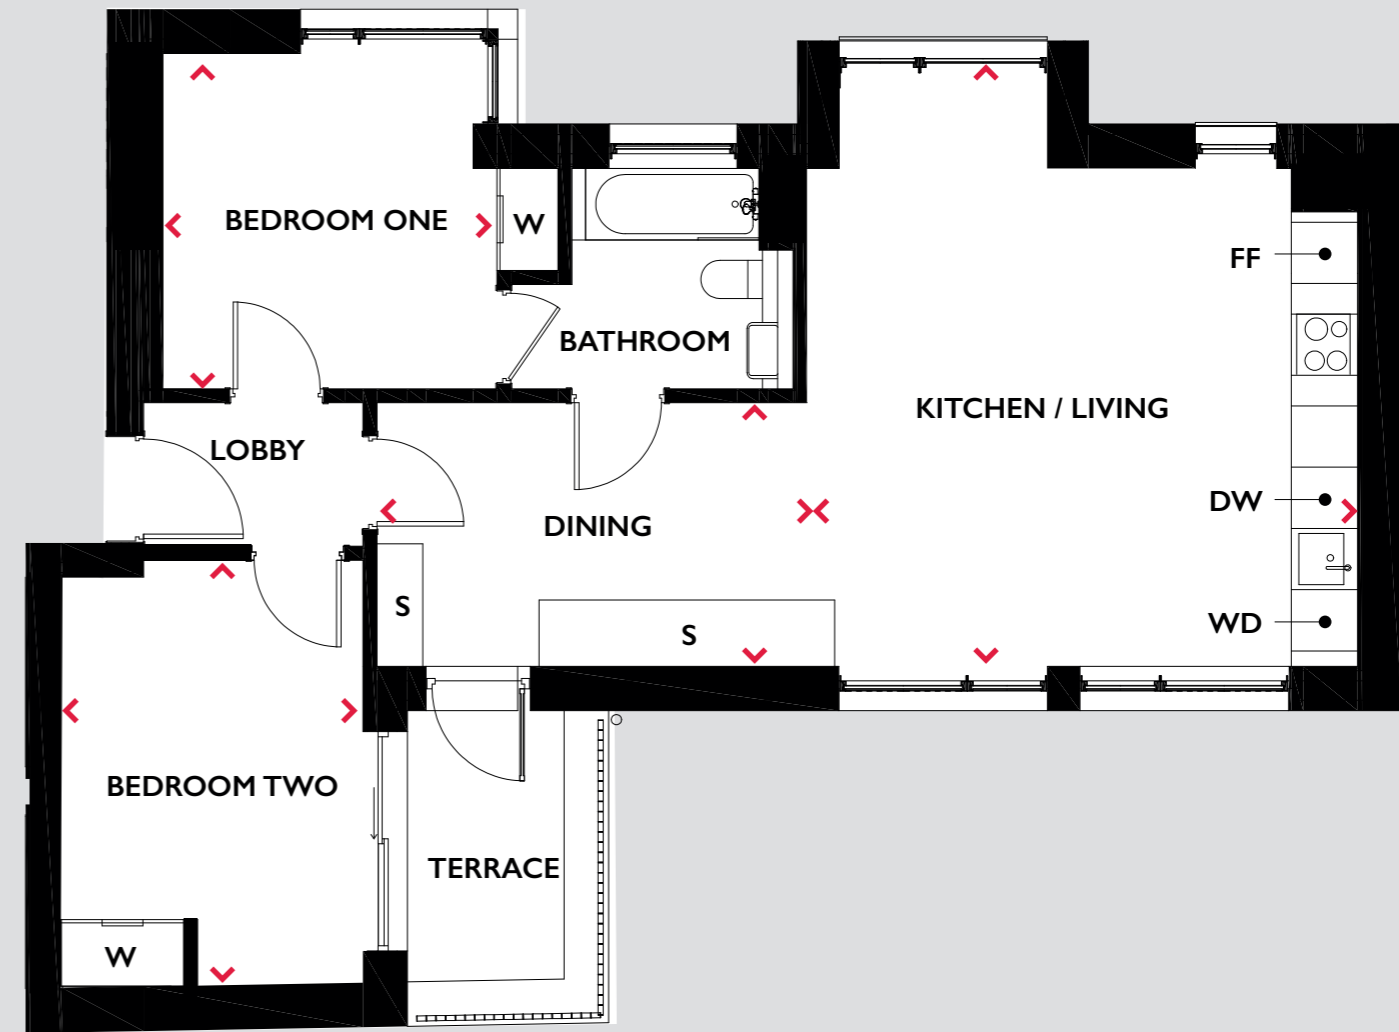 BEDROOM ONE
W
FF
BATHROOM
KITCHEN / LIVING
LOBBY
DW
DINING
S
S
WD
BEDROOM TWO
TERRACE
W